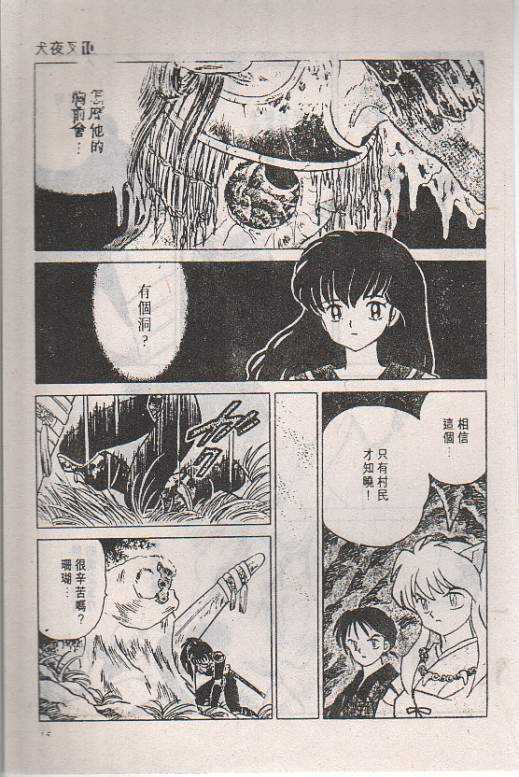 犬夜叉 11
怎麼他的
胸前會…
有個洞？
相信
這個…
只有村民
才知曉！
很辛苦嗎？
珊瑚…